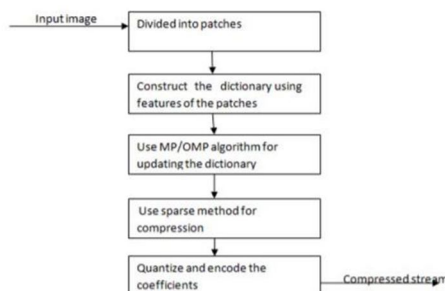 Input image
Divided into patches
Construct the dictionary using
features of the patches
Use MP/OMP algorithm for
updating the dictionary
Use sparse method for
compression
Quantize and encode the
coefficients
Compressed stream